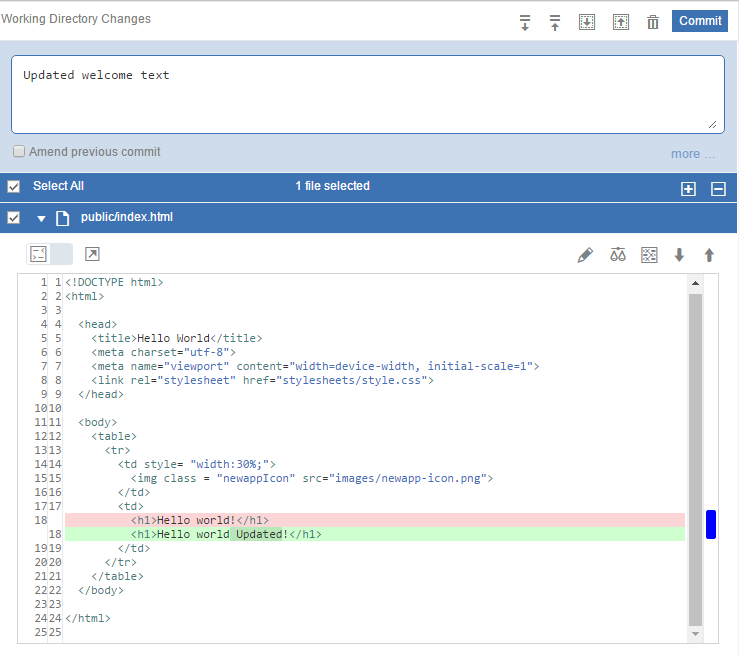 Working Directory Changes
Commit
Updated welcome text
Amend previous commit
more ...
Select All 1 file selected
public/index.html
1 1 <!DOCTYPE html>
2 2 <html>
3 3
4 4 <head>
5 5 <title>Hello World</title>
6 6 <meta charset="utf-8">
7 7 <meta name="viewport" content="width=device-width, initial-scale=1">
8 8 <link rel="stylesheet" href="stylesheets/style.css">
9 9 </head>
10 10
11 11 <body>
12 12 <table>
13 13 <tr>
14 14 <td style= "width:30%;">
15 15 <img class = "newappIcon" src="images/newapp-icon.png">
16 16 </td>
17 17 <td>
18 <h1>Hello world!</h1>
18 <h1>Hello world Updated!</h1>
19 19 </td>
20 20 </tr>
21 21 </table>
22 22 </body>
23 23
24 24 </html>
25 25